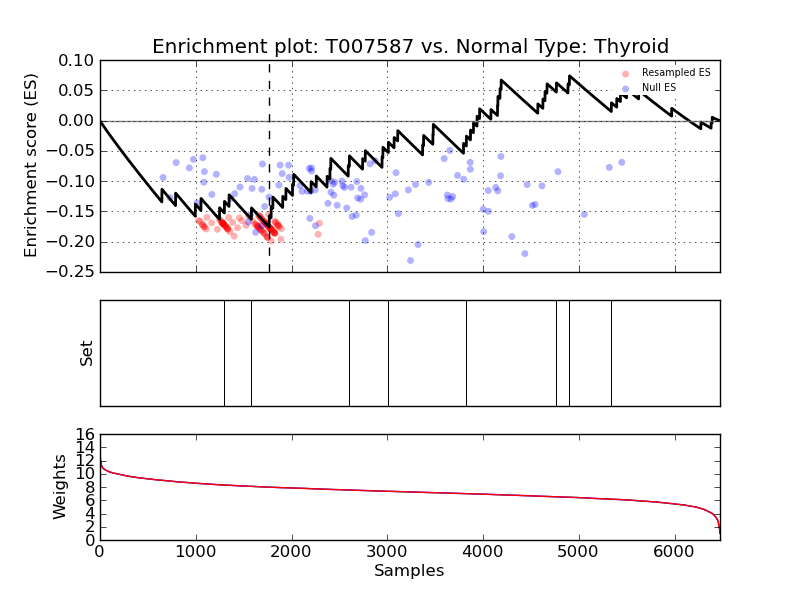 Enrichment plot: T007587 vs. Normal Type: Thyroid
Enrichment score (ES)
0.10
0.05
0.00
−0.05
−0.10
−0.15
−0.20
−0.25
Resampled ES
Null ES
Set
Weights
16
14
12
10
8
6
4
2
0
0 1000 2000 3000 4000 5000 6000
Samples